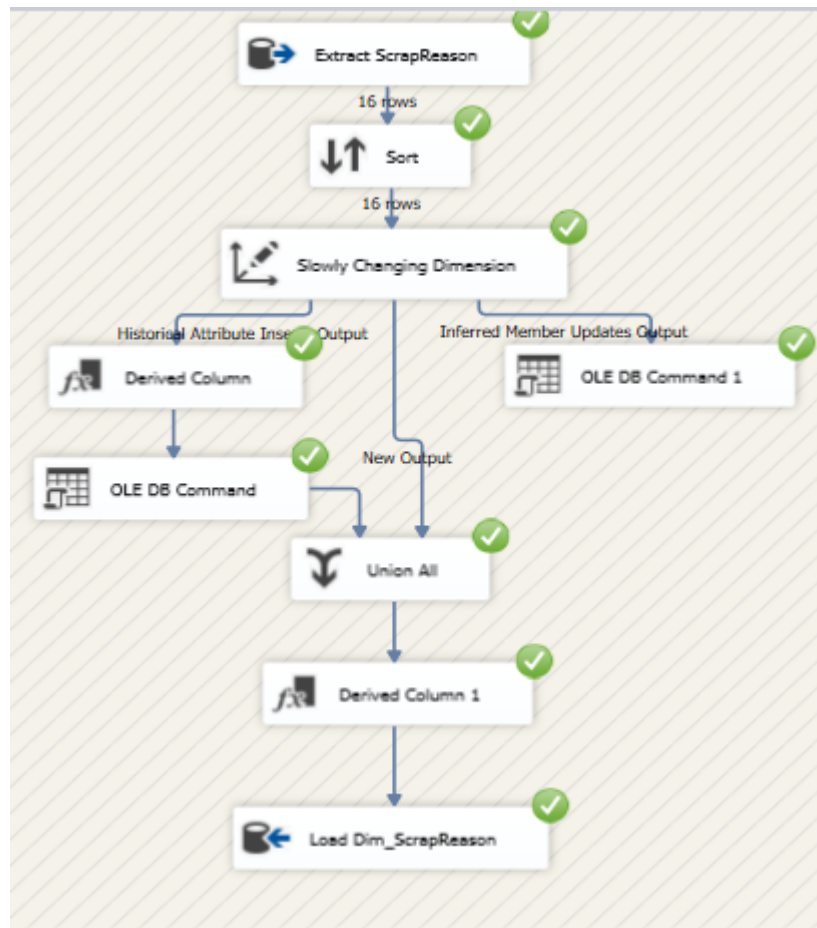 Extract ScrapReason
16 rows
Sort
16 rows
Slowly Changing Dimension
Historical Attribute Output
Inferred Member Updates Output
Derived Column
OLE DB Command 1
OLE DB Command
New Output
Union All
Derived Column 1
Load Dim_ScrapReason